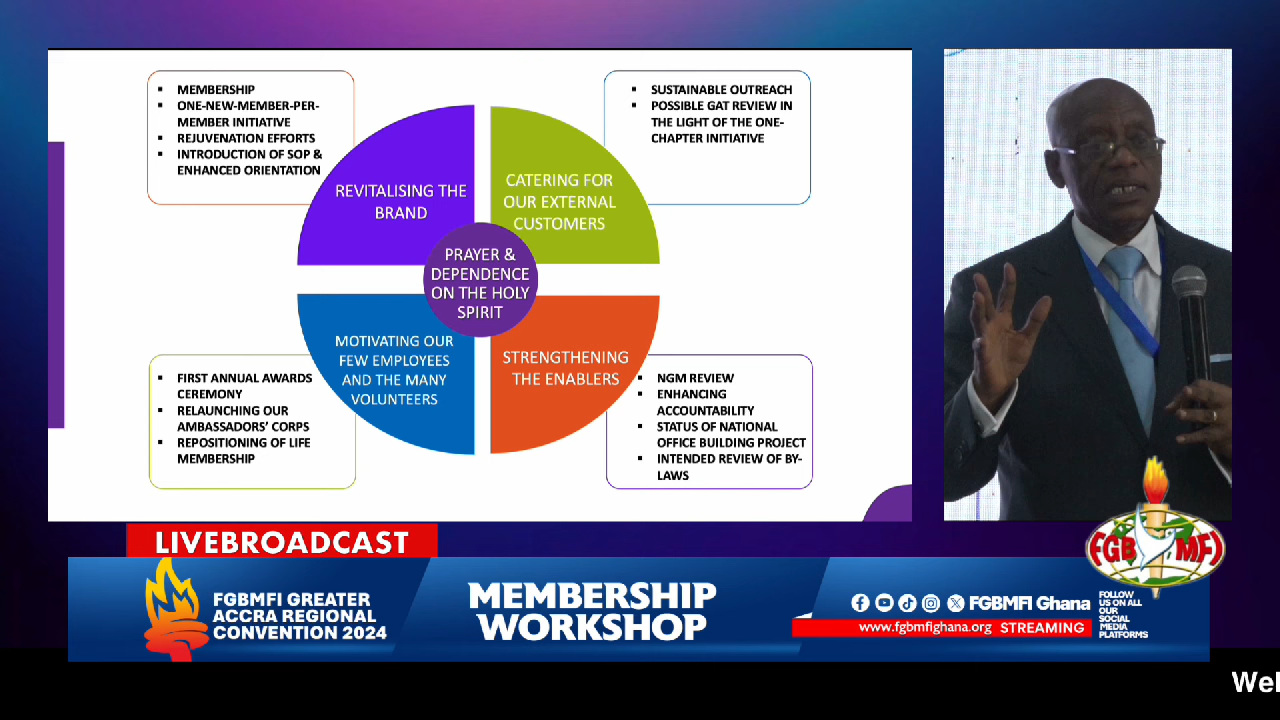 MEMBERSHIP
ONE-NEW-MEMBER-PER-
MEMBER INITIATIVE
REJUVENATION EFFORTS
INTRODUCTION OF SOP &
ENHANCED ORIENTATION
REVITALISING THE
BRAND
SUSTAINABLE OUTREACH
POSSIBLE GAT REVIEW IN
THE LIGHT OF THE ONE-
CHAPTER INITIATIVE
CATERING FOR
OUR EXTERNAL
CUSTOMERS
PRAYER &
DEPENDENCE
ON THE HOLY
SPIRIT
FIRST ANNUAL AWARDS
CEREMONY
RELAUNCHING OUR
AMBASSADORS' CORPS
REPOSITIONING OF LIFE
MEMBERSHIP
MOTIVATING OUR
FEW EMPLOYEES
AND THE MANY
VOLUNTEERS
STRENGTHENING
THE ENABLERS
NGM REVIEW
ENHANCING
ACCOUNTABILITY
STATUS OF NATIONAL
OFFICE BUILDING PROJECT
INTENDED REVIEW OF BY-
LAWS
LIVEBROADCAST
FGBMFI GREATER
ACCRA REGIONAL
CONVENTION 2024
MEMBERSHIP
WORKSHOP
FGBMFI Ghana
www.fgbmfighana.org STREAMING
FOLLOW
US ON ALL
OUR
SOCIAL
MEDIA
PLATFORMS
FGB MFI
Wel